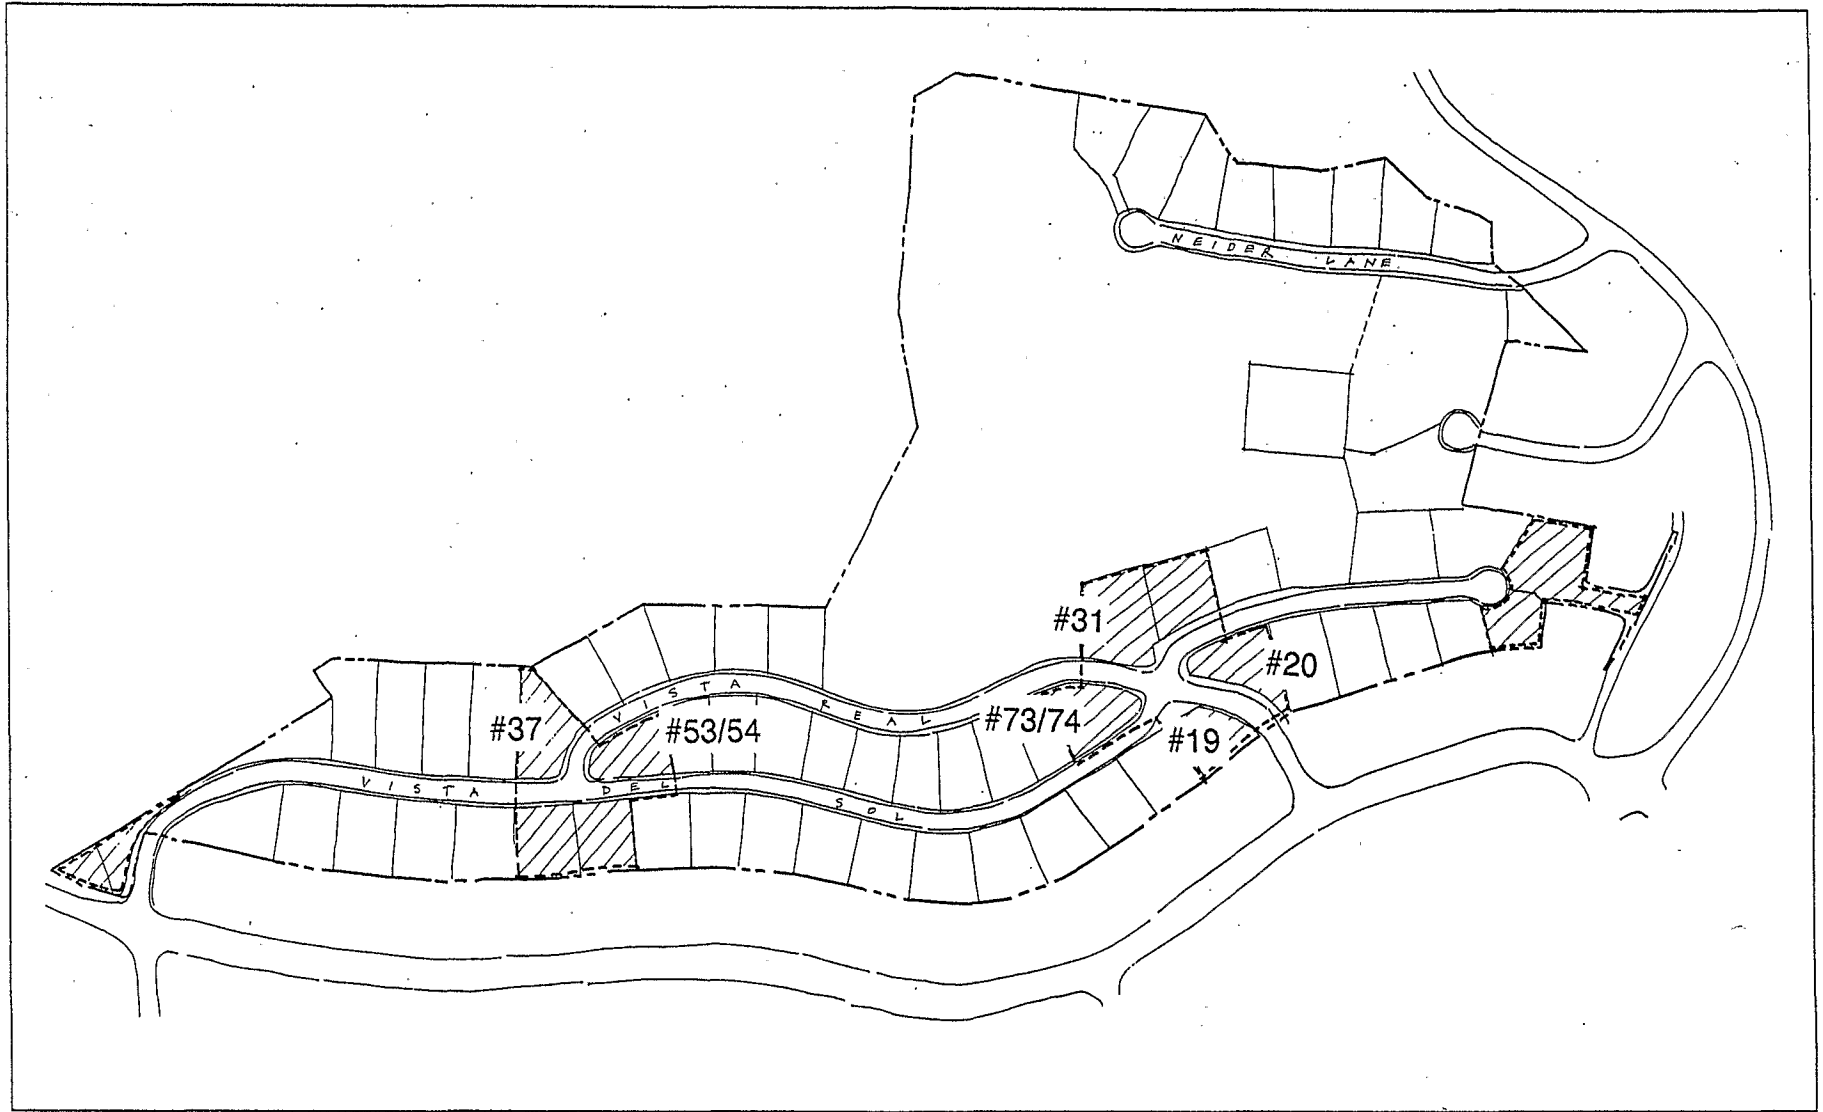 NEIDER LANE
#31
#20
VISTA REAL
#37
#53/54
#73/74
#19
VISTA DEL SOL